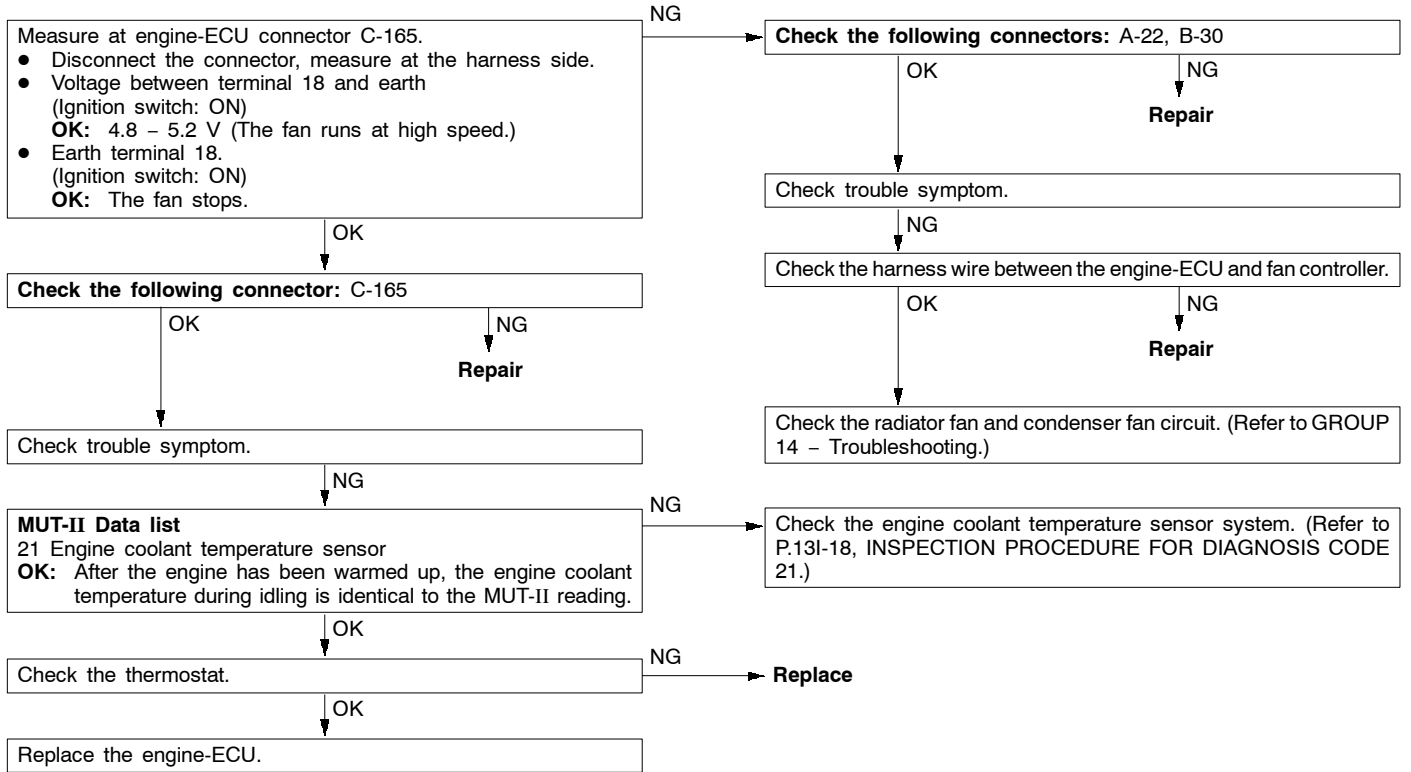 Measure at engine-ECU connector C-165.
● Disconnect the connector, measure at the harness side.
● Voltage between terminal 18 and earth
(Ignition switch: ON)
OK: 4.8 – 5.2 V (The fan runs at high speed.)
● Earth terminal 18.
(Ignition switch: ON)
OK: The fan stops.
NG
OK
Check the following connector: C-165
OK
NG
Repair
Check trouble symptom.
NG
MUT-II Data list
21 Engine coolant temperature sensor
OK: After the engine has been warmed up, the engine coolant
temperature during idling is identical to the MUT-II reading.
NG
OK
Check the thermostat.
NG
Replace
OK
Replace the engine-ECU.
Check the following connectors: A-22, B-30
OK
NG
Repair
Check trouble symptom.
NG
Check the harness wire between the engine-ECU and fan controller.
OK
NG
Repair
Check the radiator fan and condenser fan circuit. (Refer to GROUP
14 – Troubleshooting.)
Check the engine coolant temperature sensor system. (Refer to
P.13I-18, INSPECTION PROCEDURE FOR DIAGNOSIS CODE
21.)